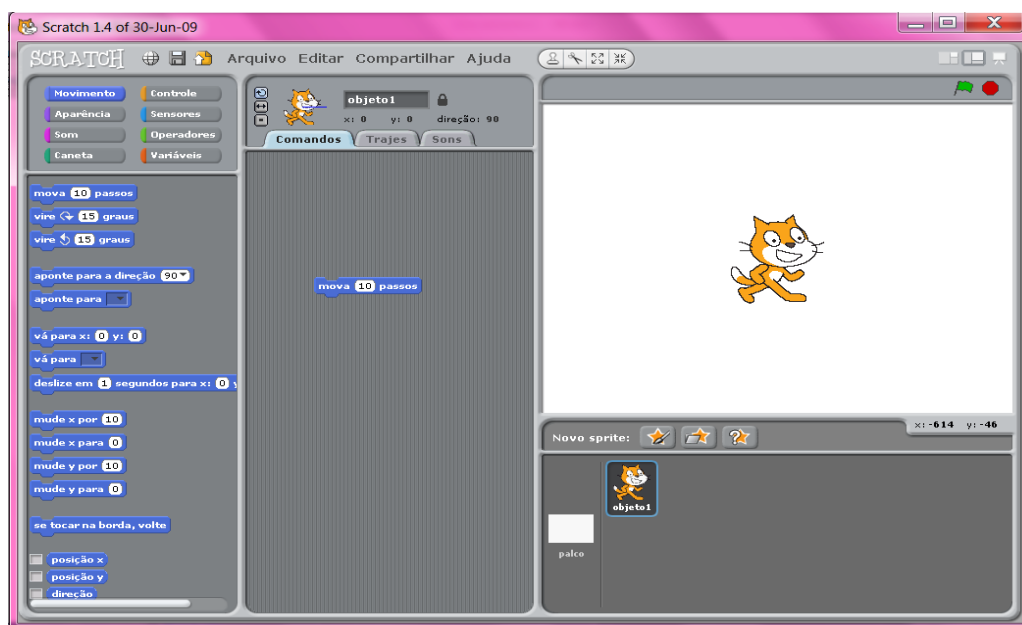 Scratch 1.4 of 30-Jun-09
SCRATCH Arquivo Editar Compartilhar Ajuda
Movimento Controle
Aparência Sensores
Som Operadores
Caneta Variáveis
objeto1
x: 0 y: 0 direção: 90
Comandos Trajes Sons
mova 10 passos
vire 15 graus
vire 15 graus
aponte para a direção 90
aponte para
vá para x: 0 y: 0
vá para
deslize em 1 segundos para x: 0 y
mude x por 10
mude x para 0
mude y por 10
mude y para 0
se tocar na borda, volte
posição x
posição y
direção
mova 10 passos
x: -614 y: -46
Novo sprite:
objeto1
palco